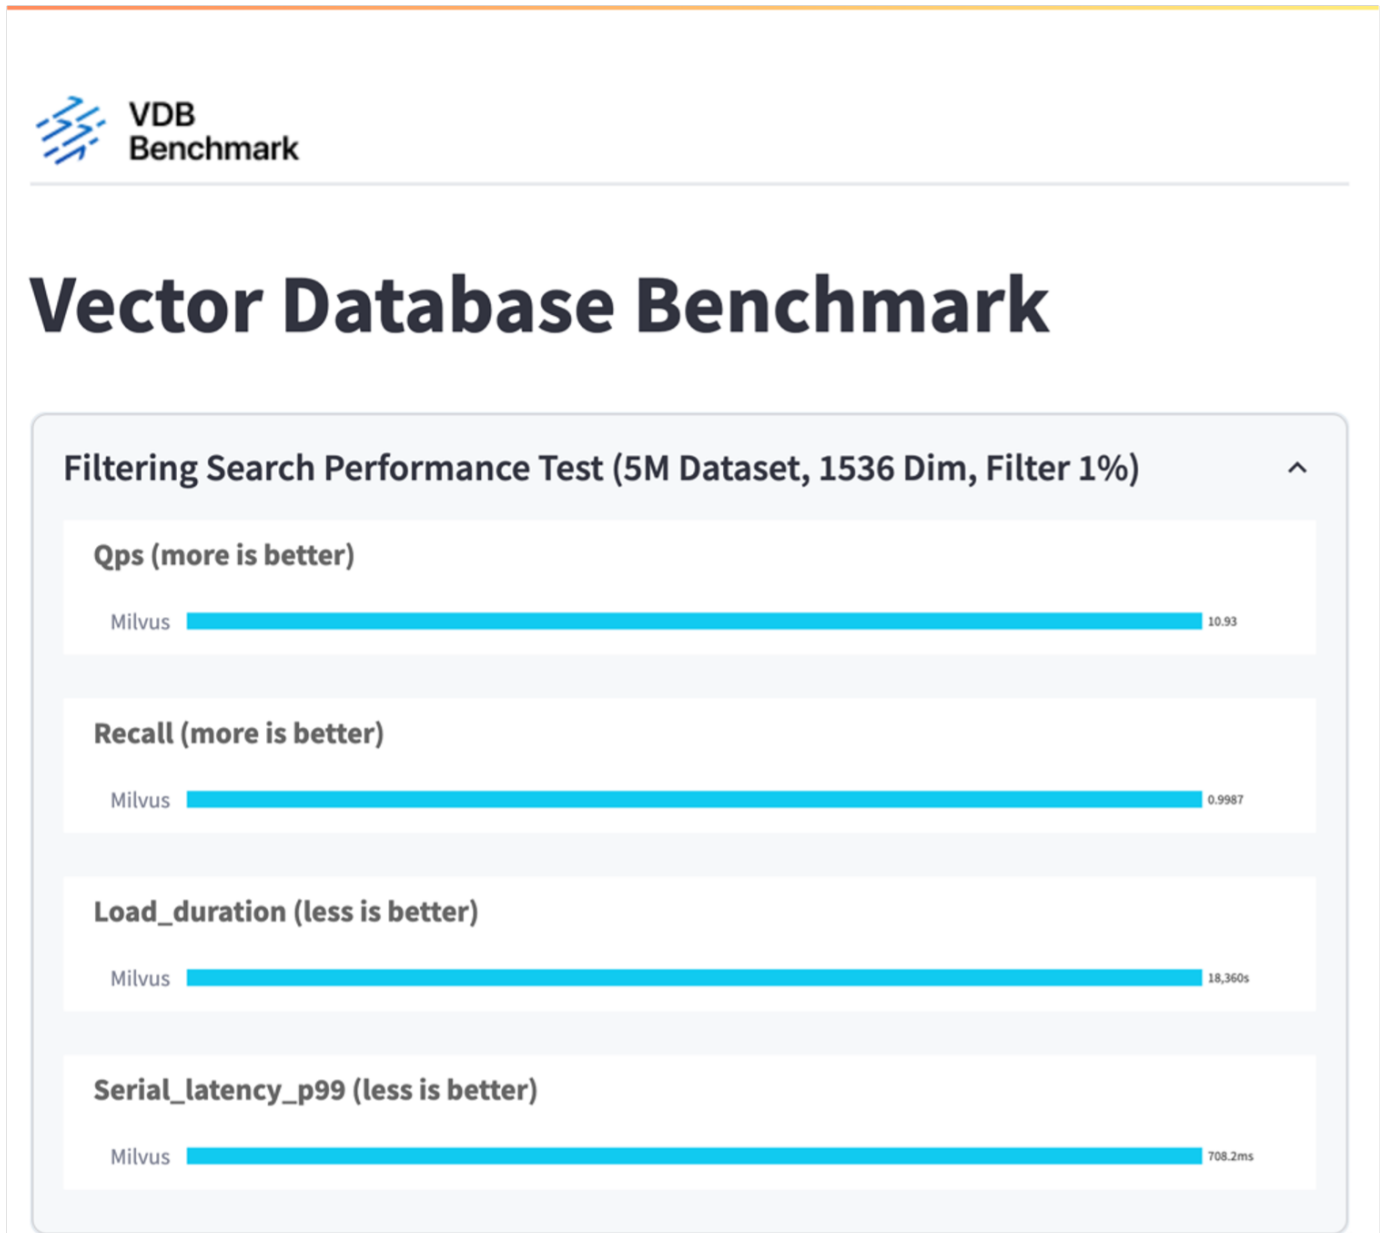 VDB
Benchmark
Vector Database Benchmark
Filtering Search Performance Test (5M Dataset, 1536 Dim, Filter 1%)
Qps (more is better)
Milvus 10.93
Recall (more is better)
Milvus 0.9987
Load_duration (less is better)
Milvus 18,360s
Serial_latency_p99 (less is better)
Milvus 708.2ms